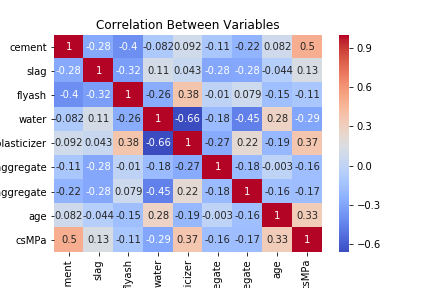 Correlation Between Variables
cement 1 -0.28 -0.4 -0.082 0.092 -0.11 -0.22 0.082 0.5
slag -0.28 1 -0.32 0.11 0.043 -0.28 -0.28 -0.044 0.13
flyash -0.4 -0.32 1 -0.26 0.38 -0.01 0.079 -0.15 -0.11
water -0.082 0.11 -0.26 1 -0.66 -0.18 -0.45 0.28 -0.29
plasticizer 0.092 0.043 0.38 -0.66 1 -0.27 0.22 -0.19 0.37
aggregate -0.11 -0.28 -0.01 -0.18 -0.27 1 -0.18 -0.003 -0.16
aggregate -0.22 -0.28 0.079 -0.45 0.22 -0.18 1 -0.16 -0.17
age 0.082 -0.044 -0.15 0.28 -0.19 -0.003 -0.16 1 0.33
csMPa 0.5 0.13 -0.11 -0.29 0.37 -0.16 -0.17 0.33 1
ment slag flyash water ticizer egate egate age csMPa
0.9
0.6
0.3
0.0
−0.3
−0.6